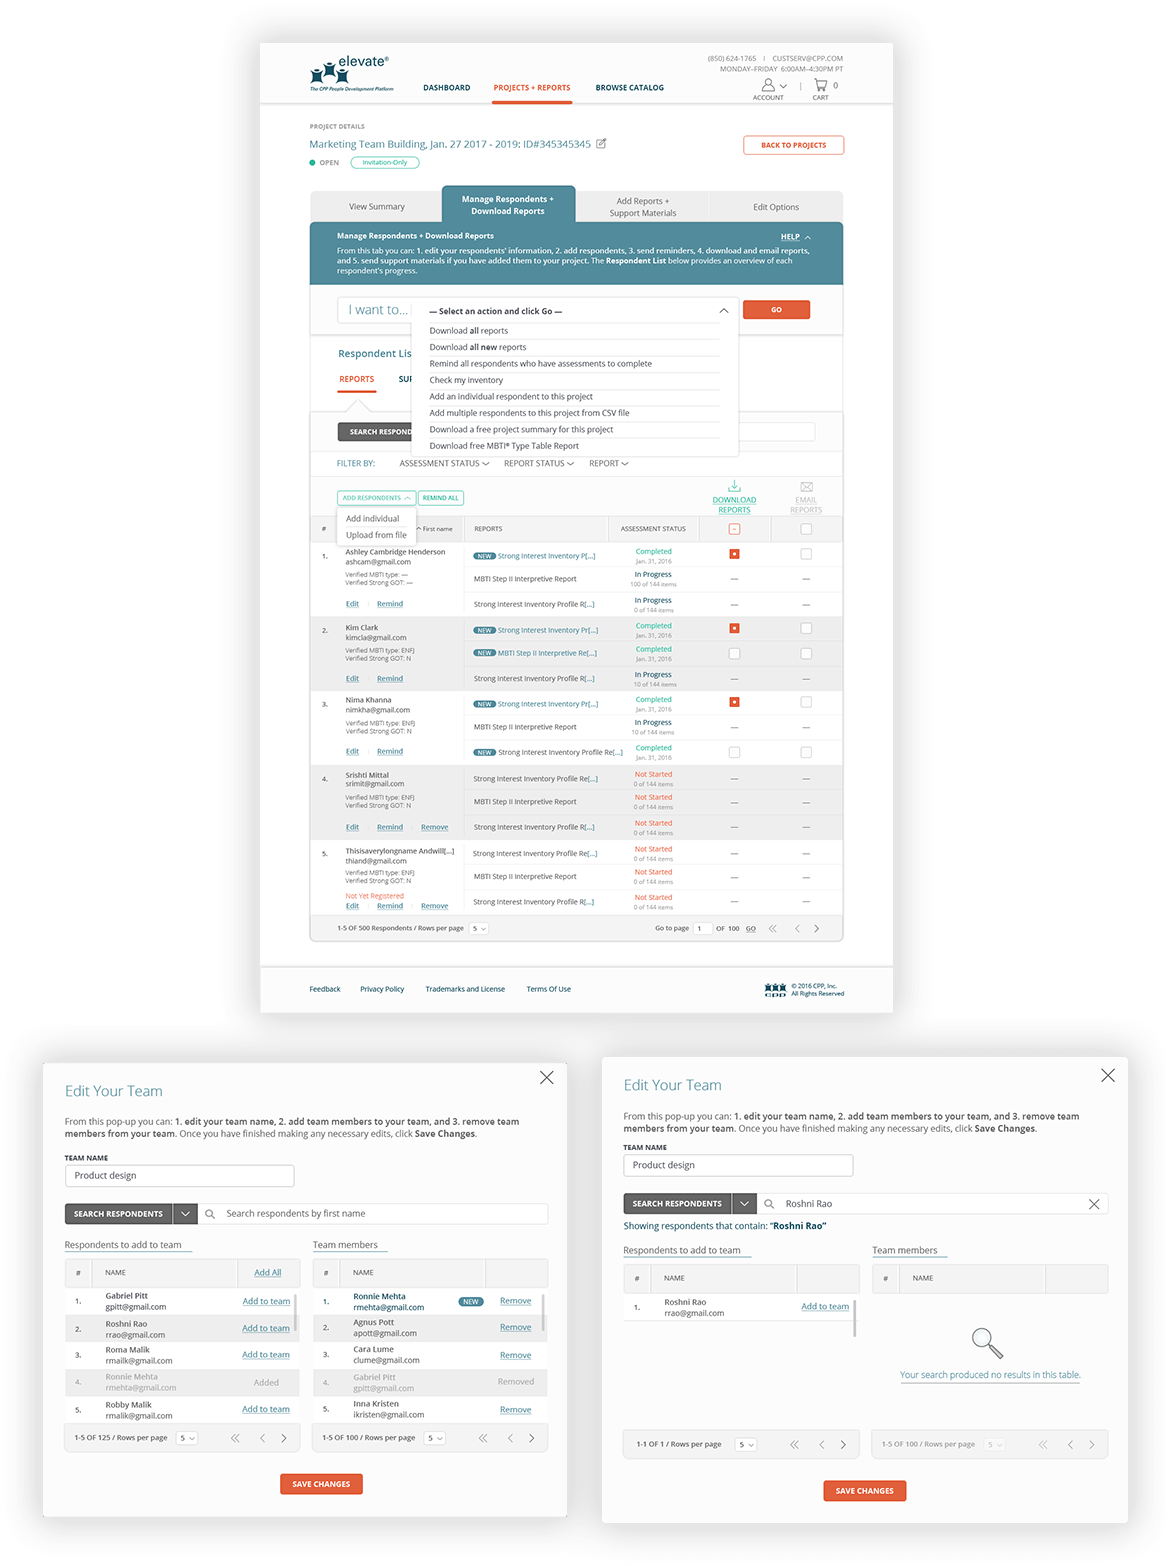 elevate®
The CPP People Development Platform
(850) 624-1765 | CUSTSERV@CPP.COM
MONDAY–FRIDAY 6:00AM–4:30PM PT
DASHBOARD
PROJECTS + REPORTS
BROWSE CATALOG
ACCOUNT
0
CART
PROJECT DETAILS
Marketing Team Building, Jan. 27 2017 - 2019; ID#345345345
BACK TO PROJECTS
OPEN
Invitation-Only
View Summary
Manage Respondents +
Download Reports
Add Reports +
Support Materials
Edit Options
Manage Respondents + Download Reports
HELP
From this tab you can: 1. edit your respondents' information, 2. add respondents, 3. send reminders, 4. download and email reports,
and 5. send support materials if you have added them to your project. The Respondent List below provides an overview of each
respondent's progress.
I want to...
— Select an action and click Go —
GO
Download all reports
Download all new reports
Remind all respondents who have assessments to complete
Check my inventory
Add an individual respondent to this project
Add multiple respondents to this project from CSV file
Download a free project summary for this project
Download free MBTI® Type Table Report
Respondent Lis
REPORTS
SUP
SEARCH RESPOND
FILTER BY:
ASSESSMENT STATUS
REPORT STATUS
REPORT
ADD RESPONDENTS
REMIND ALL
DOWNLOAD
REPORTS
EMAIL
REPORTS
Add individual
Upload from file
#
First name
REPORTS
ASSESSMENT STATUS
1.
Ashley Cambridge Henderson
ashcam@gmail.com
Verified MBTI type: —
Verified Strong GOT: —
Edit
Remind
NEW Strong Interest Inventory P[...]
Completed
Jan. 31, 2016
MBTI Step II Interpretive Report
In Progress
100 of 144 items
— —
Strong Interest Inventory Profile R[...]
In Progress
0 of 144 items
— —
2.
Kim Clark
kimcla@gmail.com
Verified MBTI type: ENFJ
Verified Strong GOT: N
Edit
Remind
NEW Strong Interest Inventory Pr[...]
Completed
Jan. 31, 2016
NEW MBTI Step II Interpretive Re[...]
Completed
Jan. 31, 2016
Strong Interest Inventory Profile R[...]
In Progress
10 of 144 items
— —
3.
Nima Khanna
nimkha@gmail.com
Verified MBTI type: ENFJ
Verified Strong GOT: N
Edit
Remind
NEW Strong Interest Inventory Pr[...]
Completed
Jan. 31, 2016
MBTI Step II Interpretive Report
In Progress
10 of 144 items
— —
NEW Strong Interest Inventory Profile Re[...]
Completed
Jan. 31, 2016
4.
Srishti Mittal
srimit@gmail.com
Verified MBTI type: ENFJ
Verified Strong GOT: N
Edit
Remind
Remove
Strong Interest Inventory Profile Re[...]
Not Started
0 of 144 items
— —
MBTI Step II Interpretive Report
Not Started
0 of 144 items
— —
Strong Interest Inventory Profile R[...]
Not Started
0 of 144 items
— —
5.
Thisisaverylongname Andwill[...]
thiand@gmail.com
Verified MBTI type: ENFJ
Verified Strong GOT: N
Not Yet Registered
Edit
Remind
Remove
Strong Interest Inventory Profile Re[...]
Not Started
0 of 144 items
— —
MBTI Step II Interpretive Report
Not Started
0 of 144 items
— —
Strong Interest Inventory Profile R[...]
Not Started
0 of 144 items
— —
1-5 OF 500 Respondents / Rows per page 5
Go to page 1 OF 100 GO
Feedback
Privacy Policy
Trademarks and License
Terms Of Use
cpp
© 2016 CPP, Inc.
All Rights Reserved
Edit Your Team
From this pop-up you can: 1. edit your team name, 2. add team members to your team, and 3. remove team
members from your team. Once you have finished making any necessary edits, click Save Changes.
TEAM NAME
Product design
SEARCH RESPONDENTS
Search respondents by first name
Respondents to add to team
# NAME Add All
1. Gabriel Pitt
gpitt@gmail.com
Add to team
2. Roshni Rao
rrao@gmail.com
Add to team
3. Roma Malik
rmailk@gmail.com
Add to team
4. Ronnie Mehta
rmehta@gmail.com
Added
5. Robby Malik
rmalik@gmail.com
Add to team
1-5 OF 125 / Rows per page 5
Team members
# NAME
1. Ronnie Mehta
rmehta@gmail.com
NEW
Remove
2. Agnus Pott
apott@gmail.com
Remove
3. Cara Lume
clume@gmail.com
Remove
4. Gabriel Pitt
gpitt@gmail.com
Removed
5. Inna Kristen
ikristen@gmail.com
Remove
1-5 OF 100 / Rows per page 5
SAVE CHANGES
Edit Your Team
From this pop-up you can: 1. edit your team name, 2. add team members to your team, and 3. remove team
members from your team. Once you have finished making any necessary edits, click Save Changes.
TEAM NAME
Product design
SEARCH RESPONDENTS
Roshni Rao
Showing respondents that contain: “Roshni Rao”
Respondents to add to team
# NAME
1. Roshni Rao
rrao@gmail.com
Add to team
1-1 OF 1 / Rows per page 5
Team members
# NAME
Your search produced no results in this table.
1-5 OF 100 / Rows per page 5
SAVE CHANGES